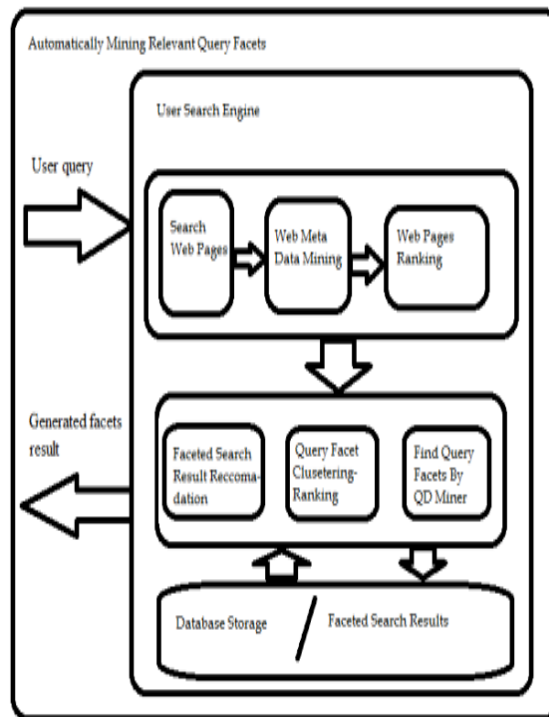 Automatically Mining Relevant Query Facets
User Search Engine
User query
Search
Web Pages
Web Meta
Data Mining
Web Pages
Ranking
Generated facets
result
Faceted Search
Result Reccoma-
dation
Query Facet
Clusetering-
Ranking
Find Query
Facets By
QD Miner
Database Storage
Faceted Search Results